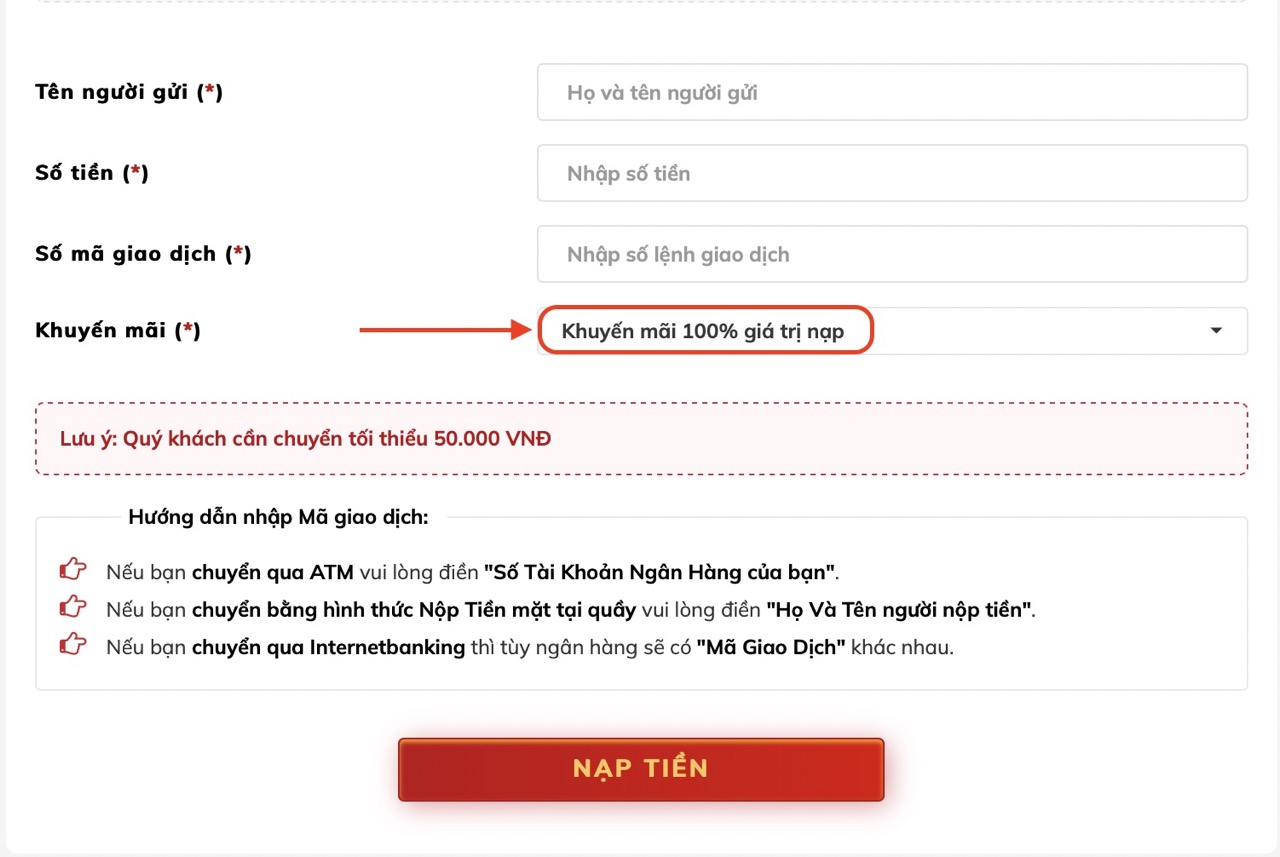 Tên người gửi (*)
Họ và tên người gửi
Số tiền (*)
Nhập số tiền
Số mã giao dịch (*)
Nhập số lệnh giao dịch
Khuyến mãi (*)
Khuyến mãi 100% giá trị nạp
Lưu ý: Quý khách cần chuyển tối thiểu 50.000 VNĐ
Hướng dẫn nhập Mã giao dịch:
Nếu bạn chuyển qua ATM vui lòng điền "Số Tài Khoản Ngân Hàng của bạn".
Nếu bạn chuyển bằng hình thức Nộp Tiền mặt tại quầy vui lòng điền "Họ Và Tên người nộp tiền".
Nếu bạn chuyển qua Internetbanking thì tùy ngân hàng sẽ có "Mã Giao Dịch" khác nhau.
NẠP TIỀN